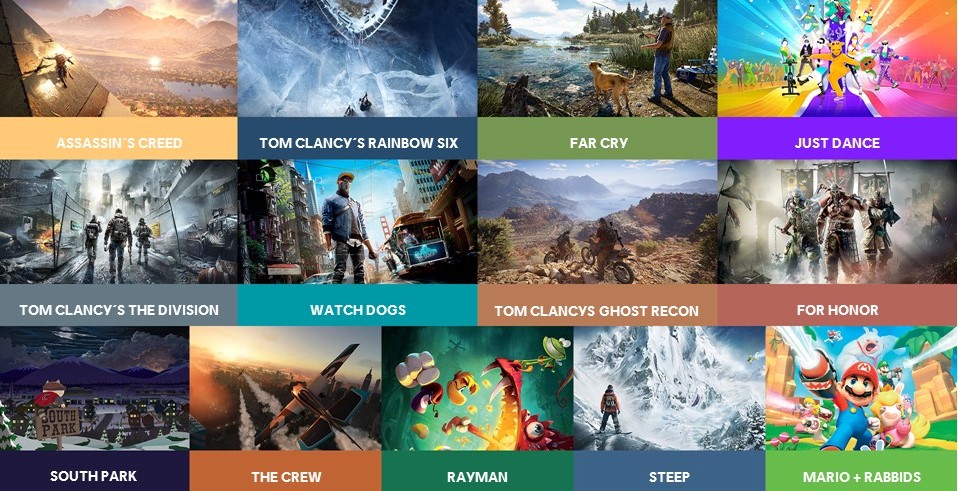 ASSASSIN´S CREED
TOM CLANCY´S RAINBOW SIX
FAR CRY
JUST DANCE
TOM CLANCY´S THE DIVISION
WATCH DOGS
TOM CLANCYS GHOST RECON
FOR HONOR
SOUTH
PARK
SOUTH PARK
THE CREW
RAYMAN
STEEP
MARIO + RABBIDS